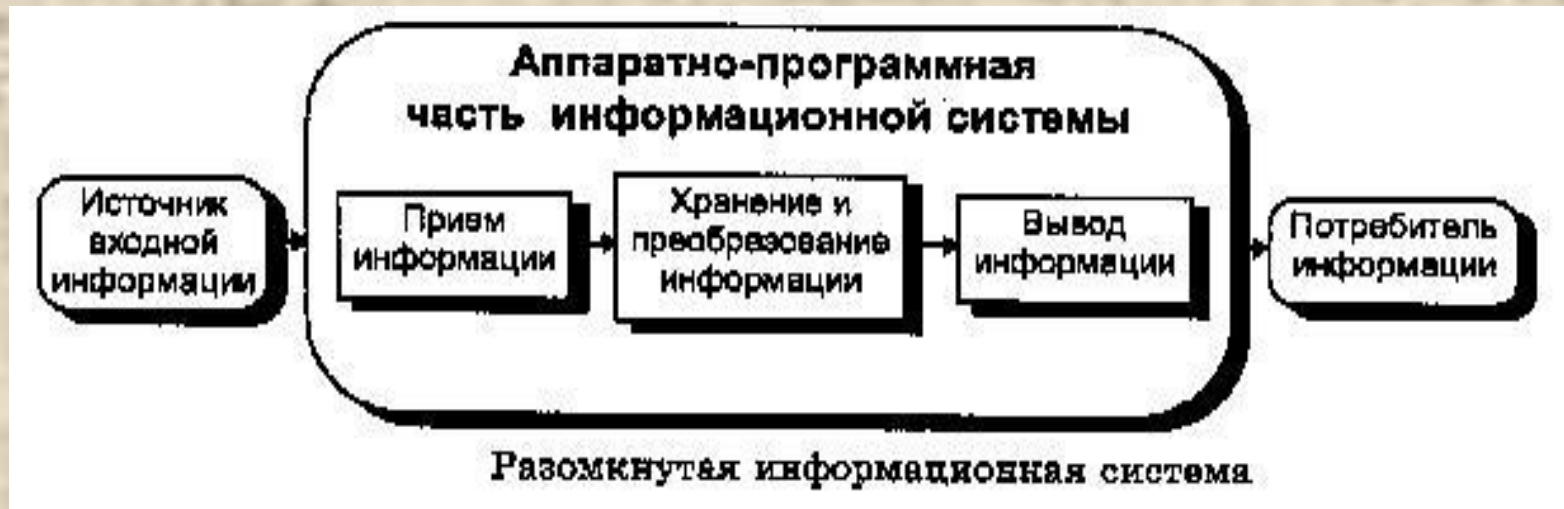 Аппаратно-программная
часть информационной системы
Источник
входной
информации
Прием
информации
Хранение и
преобразование
информации
Вывод
информации
Потребитель
информации
Разомкнутая информационная система